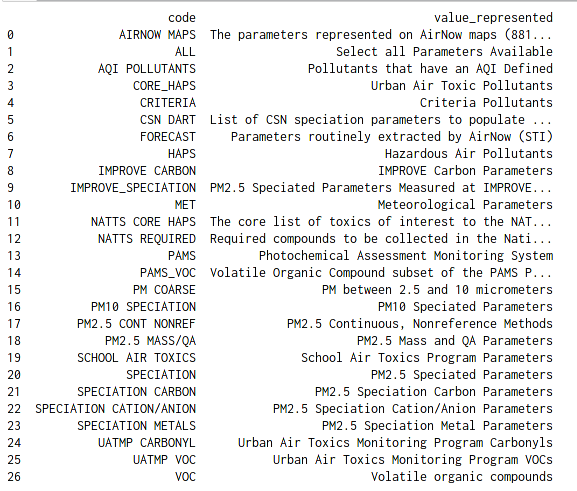 code value_represented
0 AIRNOW MAPS The parameters represented on AirNow maps (881...
1 ALL Select all Parameters Available
2 AQI POLLUTANTS Pollutants that have an AQI Defined
3 CORE_HAPS Urban Air Toxic Pollutants
4 CRITERIA Criteria Pollutants
5 CSN DART List of CSN speciation parameters to populate ...
6 FORECAST Parameters routinely extracted by AirNow (STI)
7 HAPS Hazardous Air Pollutants
8 IMPROVE CARBON IMPROVE Carbon Parameters
9 IMPROVE_SPECIATION PM2.5 Speciated Parameters Measured at IMPROVE...
10 MET Meteorological Parameters
11 NATTS CORE HAPS The core list of toxics of interest to the NAT...
12 NATTS REQUIRED Required compounds to be collected in the Nati...
13 PAMS Photochemical Assessment Monitoring System
14 PAMS_VOC Volatile Organic Compound subset of the PAMS P...
15 PM COARSE PM between 2.5 and 10 micrometers
16 PM10 SPECIATION PM10 Speciated Parameters
17 PM2.5 CONT NONREF PM2.5 Continuous, Nonreference Methods
18 PM2.5 MASS/QA PM2.5 Mass and QA Parameters
19 SCHOOL AIR TOXICS School Air Toxics Program Parameters
20 SPECIATION PM2.5 Speciated Parameters
21 SPECIATION CARBON PM2.5 Speciation Carbon Parameters
22 SPECIATION CATION/ANION PM2.5 Speciation Cation/Anion Parameters
23 SPECIATION METALS PM2.5 Speciation Metal Parameters
24 UATMP CARBONYL Urban Air Toxics Monitoring Program Carbonyls
25 UATMP VOC Urban Air Toxics Monitoring Program VOCs
26 VOC Volatile organic compounds